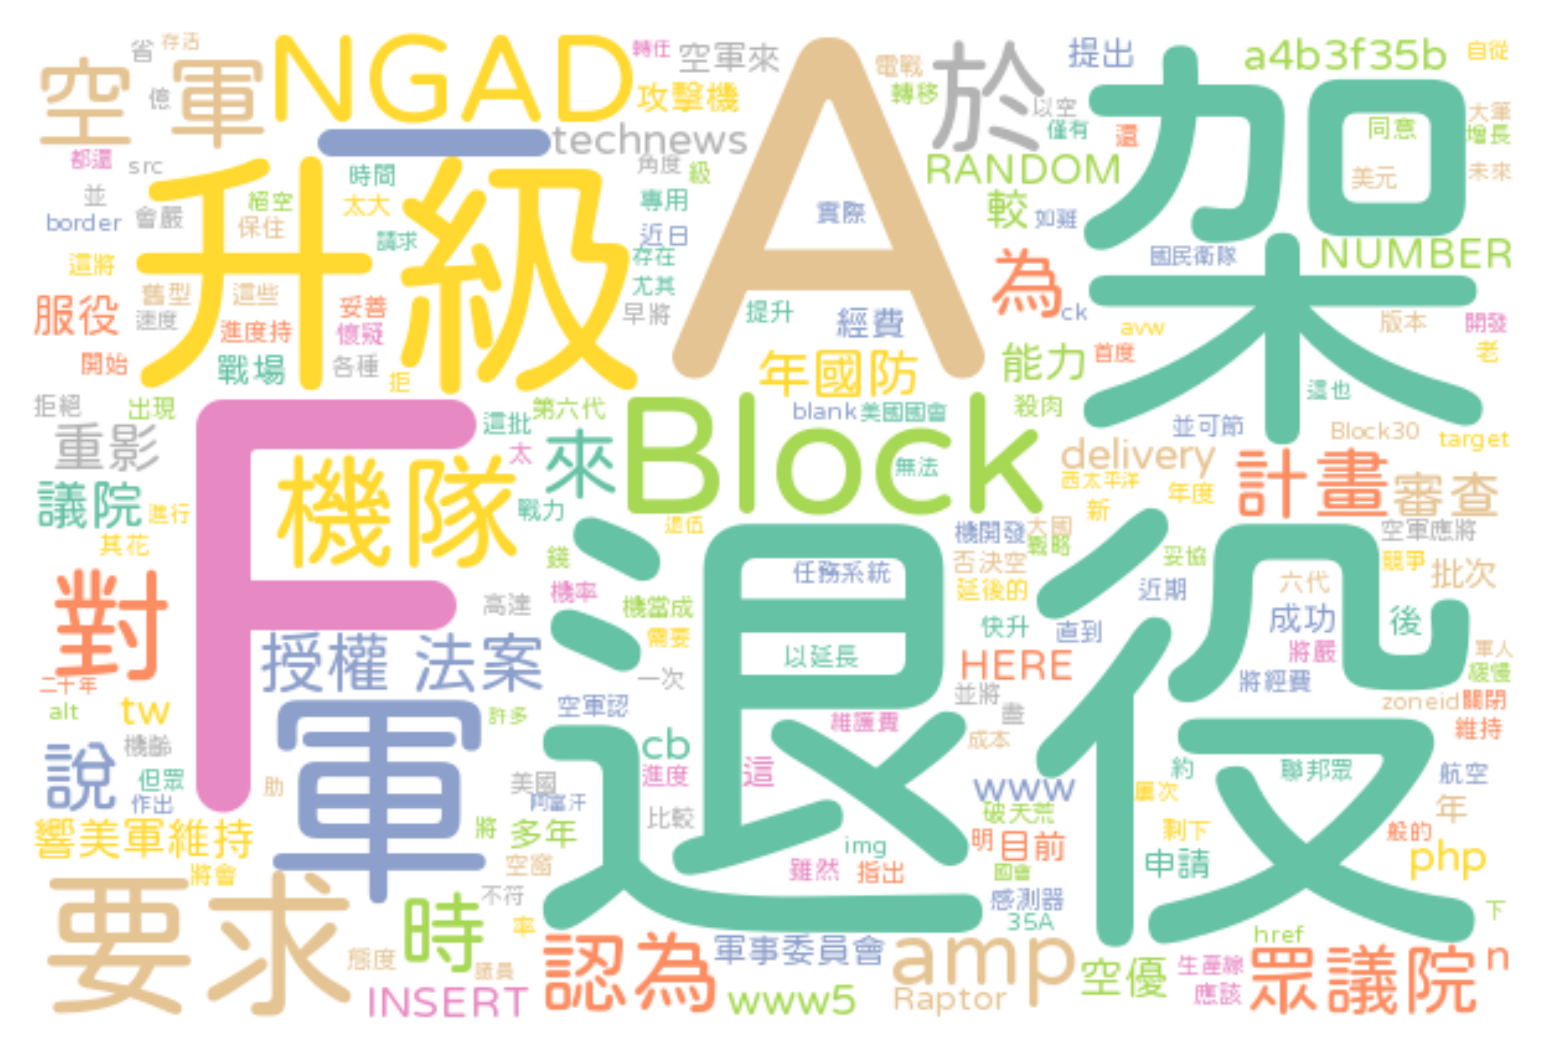 省 存活
空軍 NGAD 轉任 空軍來
億 攻擊機
電戰 轉移 於 以空 僅有 還
提出 a4b3f35b 自從
大筆 增長 同意
一 technews A RANDOM 架 美元 未來
都還 src
並 border 會嚴
升級 時間 太大 絕空 保住 請求
角度 級 專用 近日 存在 尤其 早將
實際 較 如雞 國民衛隊 NUMBER
這將 舊型 這些 服役 速度 進度持 妥善 懷疑
開始 戰場 各種 拒
提升 經費 為 ck avw 首度 版本 開發 老
年國防 能力 這也
拒絕 出現 重影 F 這批 太 第六代
來 Block blank 美國國會 無法 殺肉
並可節 Block30 target
delivery 西太平洋 年度 新 計畫 審查
議院 進行 其花 機隊 戰力 退伍
機開發 大國 戰略 否決空 延後的 空軍應將
錢 機率 機當成 需要 高達
退役 任務系統 以延長
妥協 近期 競爭 批次 六代 成功 後
對 二十年 授權 法案 一次
快升 直到 HERE 將嚴 將經費 軍人 緩慢
alt tw 許多 空軍認 並將 盡 維護費 成本
zoneid 關閉 維持
說 機齡 但眾 作出 軍 肋 美國 阿富汗
cb 進度 這 www 破天荒 約 屢次 聯邦眾 航空 年
響美軍維持 將會 將 多年 比較 空窗
img 雖然 指出 明 目前 國會 剩下 申請 般的 php
要求 時 不符 率 態度 議員
感測器 35A href 下
INSERT 認為 軍事委員會 www5 amp Raptor
空優 生產線 應該 眾議院 n